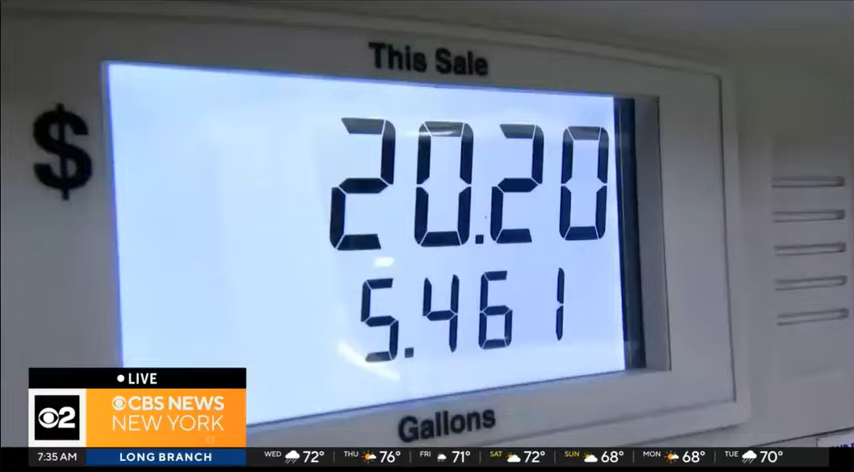 This Sale
$
20.20
5.461
Gallons
LIVE
2
CBS NEWS
NEW YORK
7:35 AM LONG BRANCH WED 72° THU 76° FRI 71° SAT 72° SUN 68° MON 68° TUE 70°